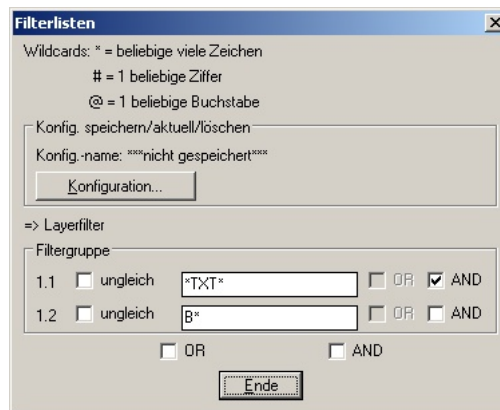 Filterlisten
Wildcards: * = beliebige viele Zeichen
# = 1 beliebige Ziffer
@ = 1 beliebige Buchstabe
Konfig. speichern/aktuell/löschen
Konfig.-name: ***nicht gespeichert***
Konfiguration...
=> Layerfilter
Filtergruppe
1.1 ungleich *TXT* OR AND
1.2 ungleich B* OR AND
OR AND
Ende